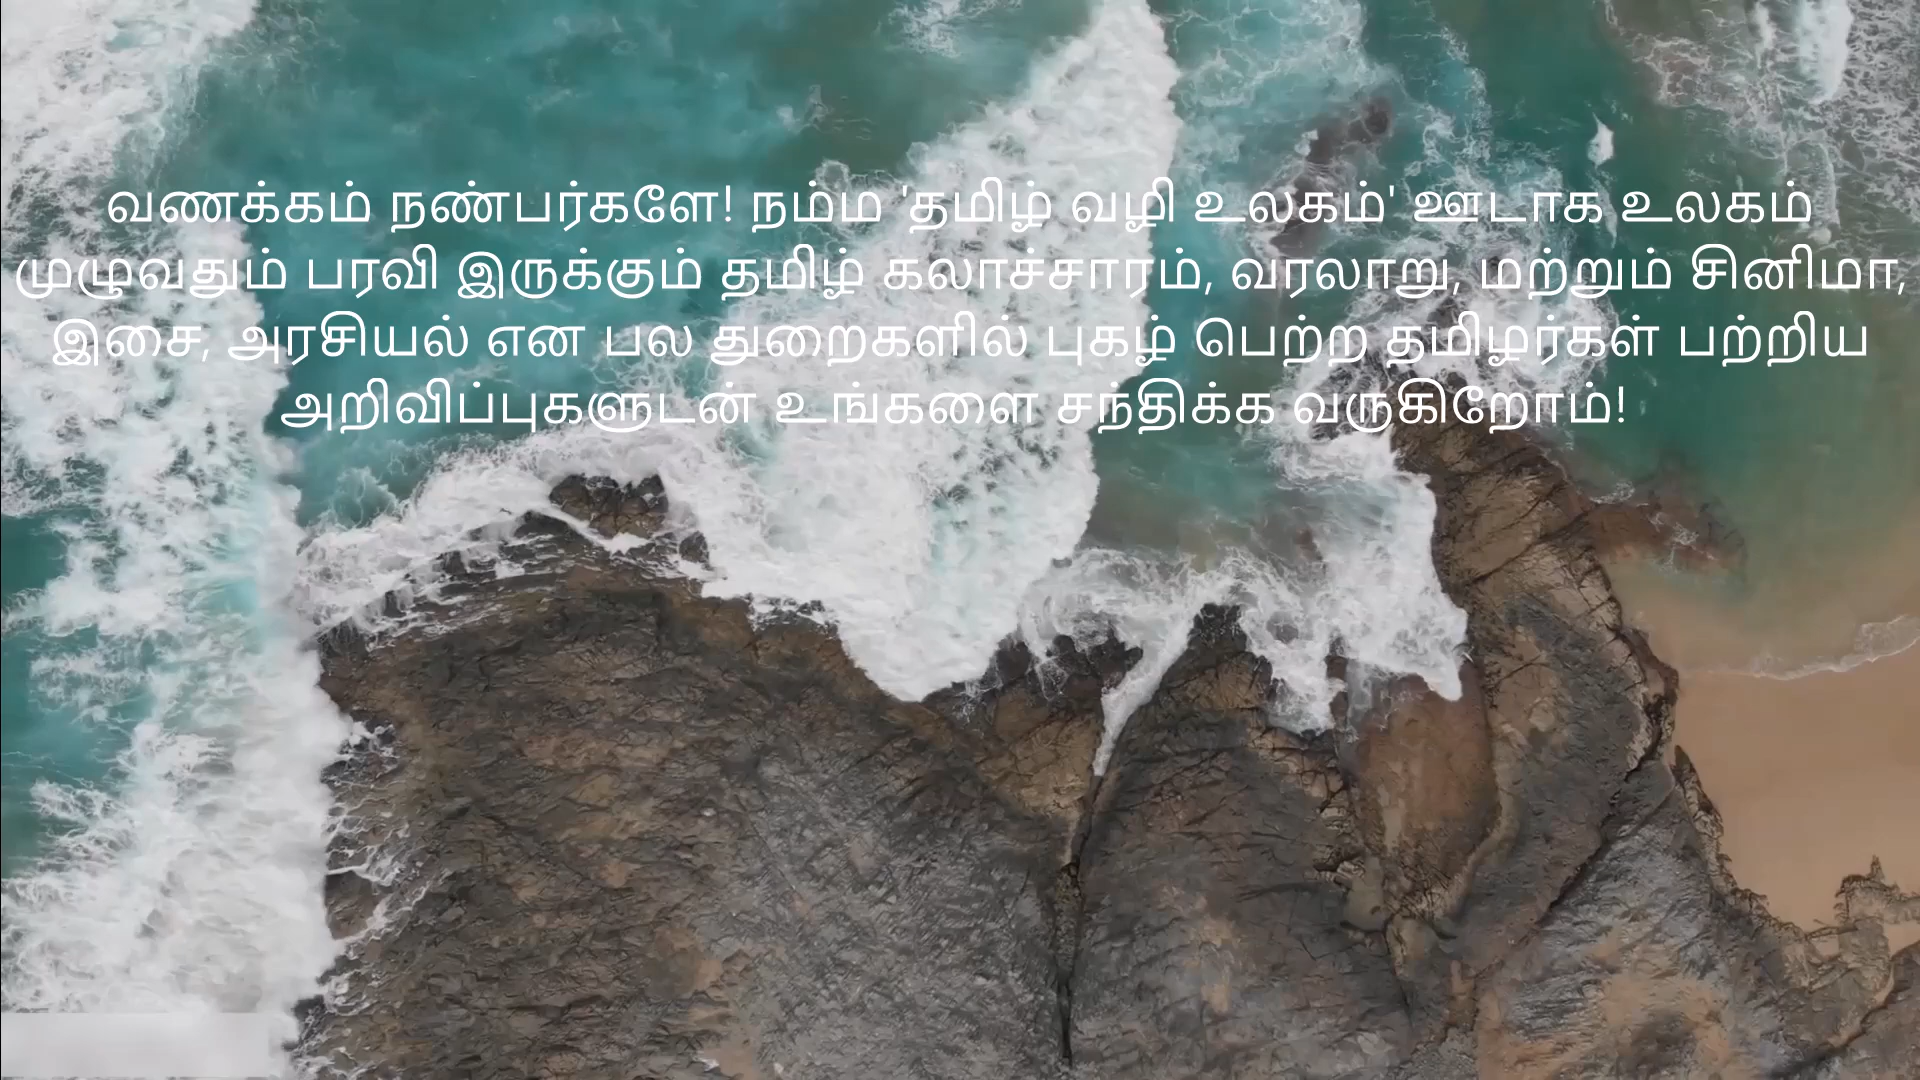 வணக்கம் நண்பர்களே! நம்ம 'தமிழ் வழி உலகம்' ஊடாக உலகம்
முழுவதும் பரவி இருக்கும் தமிழ் கலாச்சாரம், வரலாறு, மற்றும் சினிமா,
இசை, அரசியல் என பல துறைகளில் புகழ் பெற்ற தமிழர்கள் பற்றிய
அறிவிப்புகளுடன் உங்களை சந்திக்க வருகிறோம்!